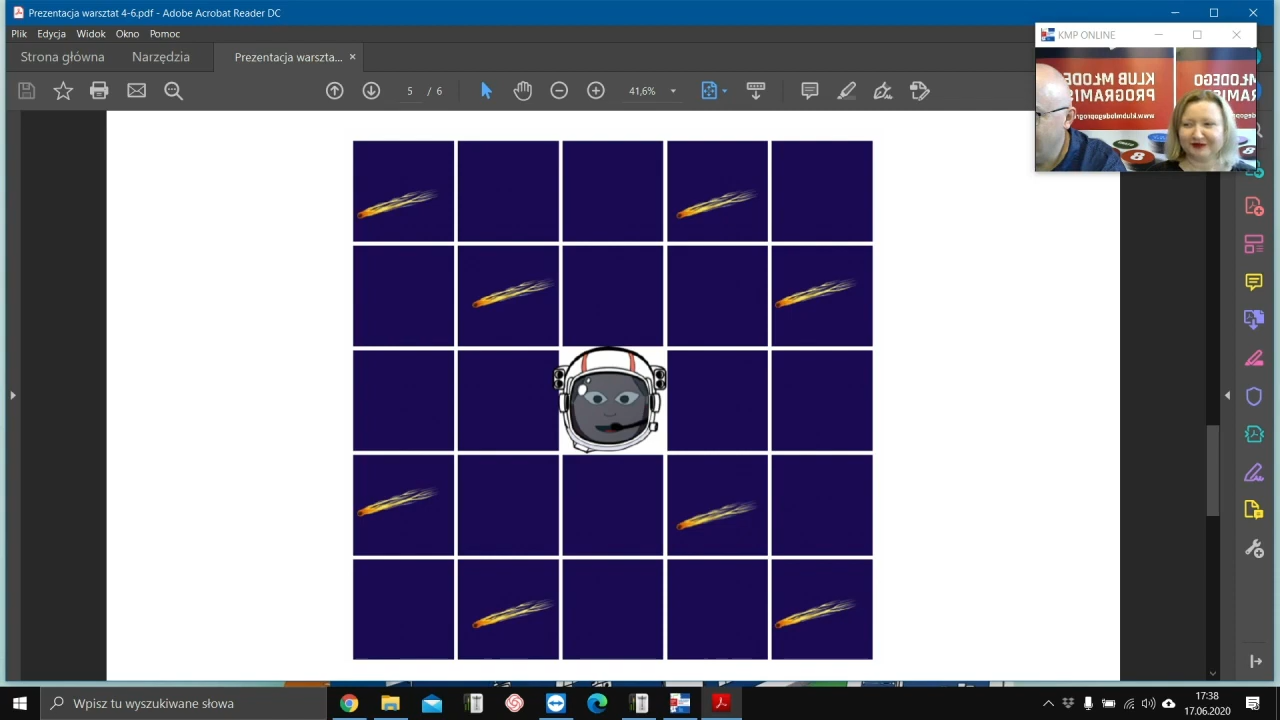 Prezentacja warsztat 4-6.pdf - Adobe Acrobat Reader DC
Plik Edycja Widok Okno Pomoc
KMP ONLINE
Strona główna Narzędzia Prezentacja warszta... ×
5 / 6 41,6%
KLUB MŁODEGO
8
Wpisz tu wyszukiwane słowa
17:38
17.06.2020